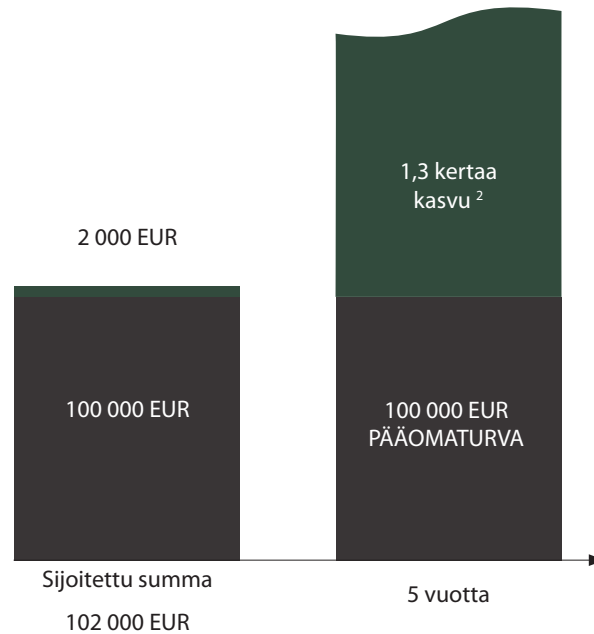 1,3 kertaa
kasvu ²
2 000 EUR
100 000 EUR
100 000 EUR
PÄÄOMATURVA
Sijoitettu summa
102 000 EUR
5 vuotta